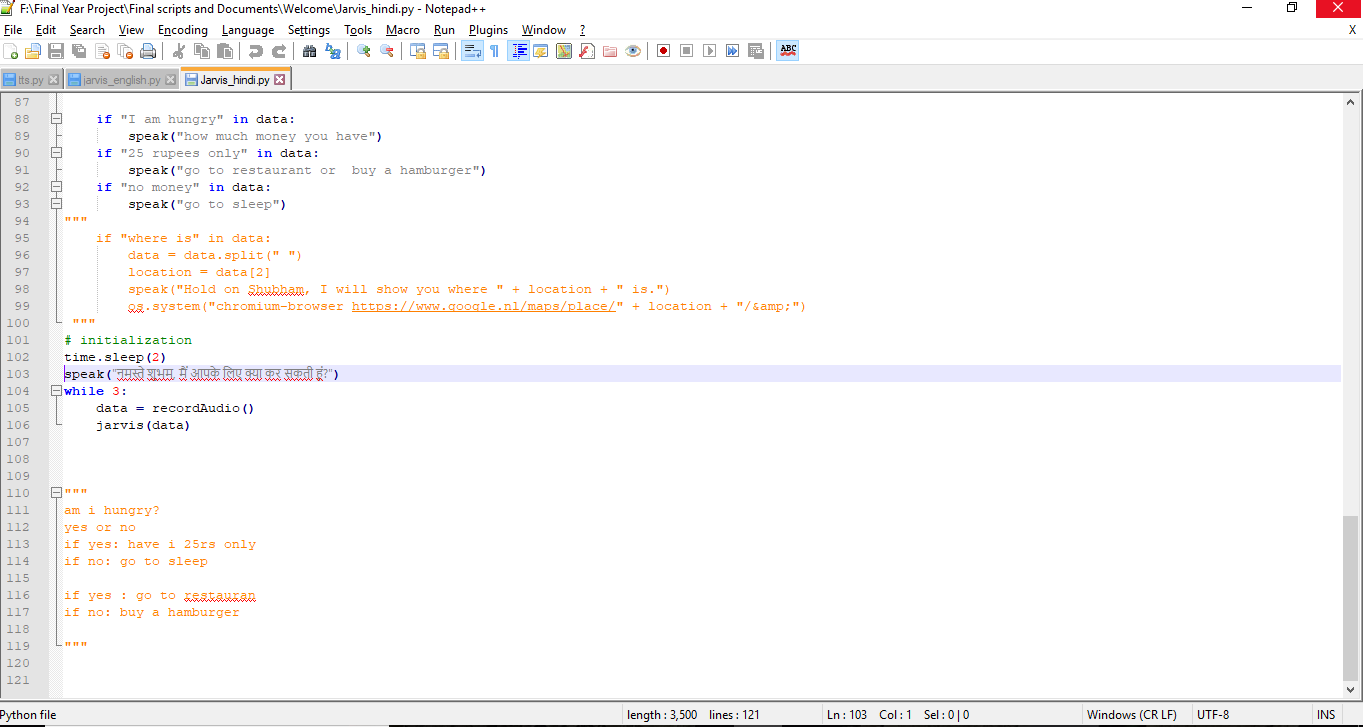 F:\Final Year Project\Final scripts and Documents\Welcome\Jarvis_hindi.py - Notepad++
File Edit Search View Encoding Language Settings Tools Macro Run Plugins Window ? X
ABC
tts.py jarvis_english.py Jarvis_hindi.py
87
88 if "I am hungry" in data:
89 speak("how much money you have")
90 if "25 rupees only" in data:
91 speak("go to restaurant or  buy a hamburger")
92 if "no money" in data:
93 speak("go to sleep")
94 """
95 if "where is" in data:
96 data = data.split(" ")
97 location = data[2]
98 speak("Hold on Shubham, I will show you where " + location + " is.")
99 os.system("chromium-browser https://www.google.nl/maps/place/" + location + "/&amp;")
100 """
101 # initialization
102 time.sleep(2)
103 speak("नमस्ते शुभम, मैं आपके लिए क्या कर सकती हूं?")
104 while 3:
105 data = recordAudio()
106 jarvis(data)
107
108
109
110 """
111 am i hungry?
112 yes or no
113 if yes: have i 25rs only
114 if no: go to sleep
115
116 if yes : go to restauran
117 if no: buy a hamburger
118
119 """
120
121
Python file length : 3,500 lines : 121 Ln : 103 Col : 1 Sel : 0 | 0 Windows (CR LF) UTF-8 INS